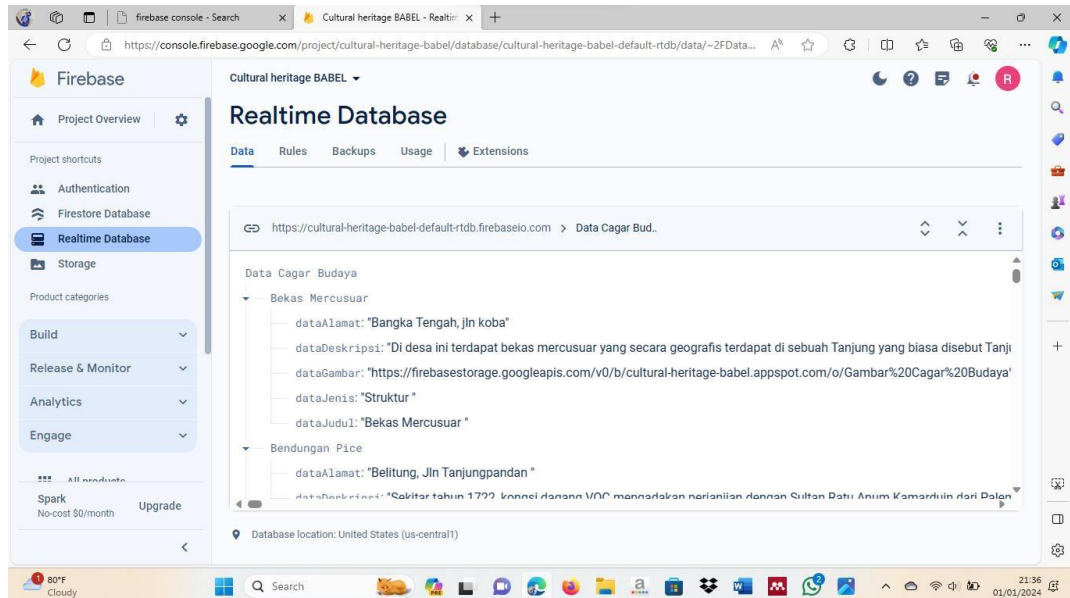 firebase console - Search
Cultural heritage BABEL - Realtim
https://console.firebase.google.com/project/cultural-heritage-babel/database/cultural-heritage-babel-default-rtdb/data/~2FData...
Firebase
Cultural heritage BABEL
R
Project Overview
Realtime Database
Data Rules Backups Usage Extensions
Project shortcuts
Authentication
Firestore Database
Realtime Database
Storage
Product categories
Build
Release & Monitor
Analytics
Engage
All products
Spark
No-cost $0/month
Upgrade
https://cultural-heritage-babel-default-rtdb.firebaseio.com > Data Cagar Bud..
Data Cagar Budaya
Bekas Mercusuar
dataAlamat: "Bangka Tengah, jln koba"
dataDeskripsi: "Di desa ini terdapat bekas mercusuar yang secara geografis terdapat di sebuah Tanjung yang biasa disebut Tanju
dataGambar: "https://firebasestorage.googleapis.com/v0/b/cultural-heritage-babel.appspot.com/o/Gambar%20Cagar%20Budaya'
dataJenis: "Struktur "
dataJudul: "Bekas Mercusuar "
Bendungan Pice
dataAlamat: "Belitung, Jln Tanjungpandan "
dataDeskripsi: "Sekitar tahun 1722, kongsi dagang VOC mengadakan perjanjian dengan Sultan Ratu Anum Kamarduin dari Palen
Database location: United States (us-central1)
1
80°F
Cloudy
Search
PRE
a
2
21:36
01/01/2024